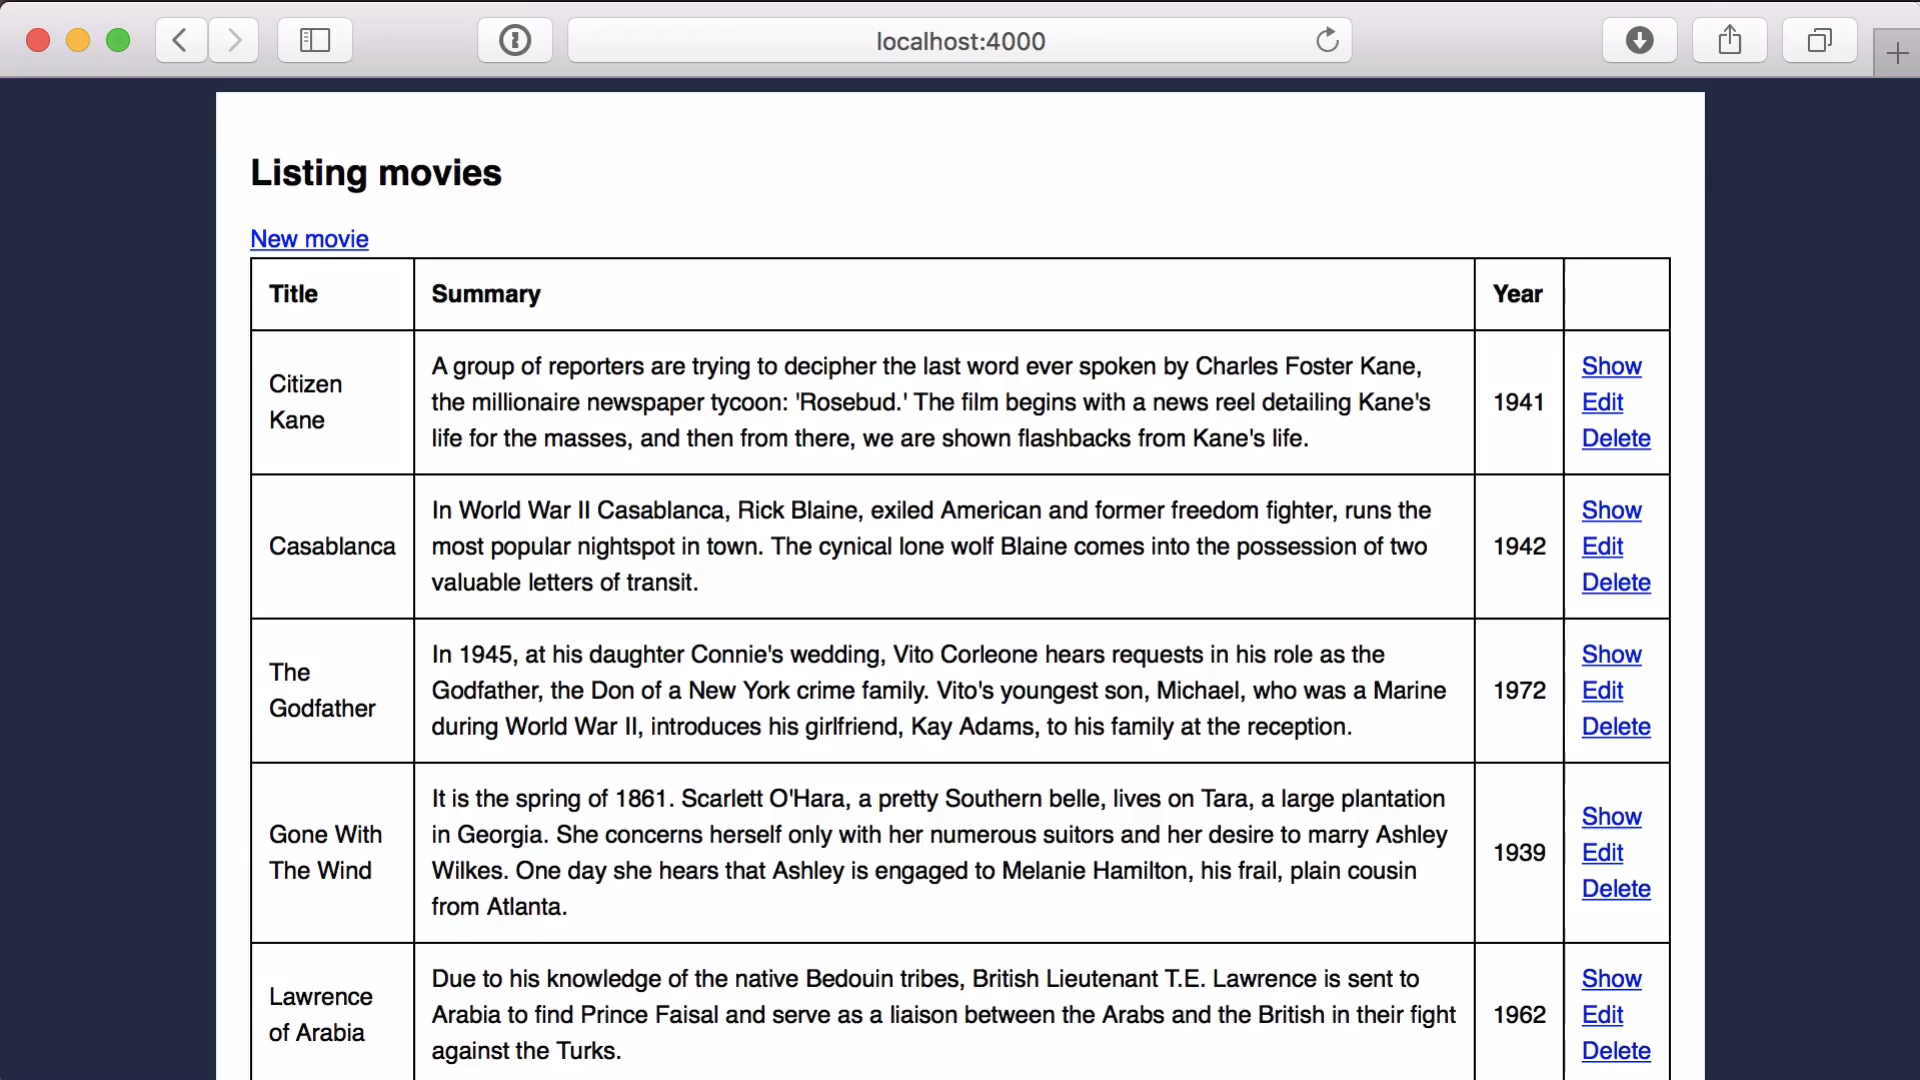 localhost:4000
Listing movies
New movie
Title Summary Year
Citizen
Kane
A group of reporters are trying to decipher the last word ever spoken by Charles Foster Kane,
the millionaire newspaper tycoon: 'Rosebud.' The film begins with a news reel detailing Kane's
life for the masses, and then from there, we are shown flashbacks from Kane's life.
1941
Show
Edit
Delete
Casablanca
In World War II Casablanca, Rick Blaine, exiled American and former freedom fighter, runs the
most popular nightspot in town. The cynical lone wolf Blaine comes into the possession of two
valuable letters of transit.
1942
Show
Edit
Delete
The
Godfather
In 1945, at his daughter Connie's wedding, Vito Corleone hears requests in his role as the
Godfather, the Don of a New York crime family. Vito's youngest son, Michael, who was a Marine
during World War II, introduces his girlfriend, Kay Adams, to his family at the reception.
1972
Show
Edit
Delete
Gone With
The Wind
It is the spring of 1861. Scarlett O'Hara, a pretty Southern belle, lives on Tara, a large plantation
in Georgia. She concerns herself only with her numerous suitors and her desire to marry Ashley
Wilkes. One day she hears that Ashley is engaged to Melanie Hamilton, his frail, plain cousin
from Atlanta.
1939
Show
Edit
Delete
Lawrence
of Arabia
Due to his knowledge of the native Bedouin tribes, British Lieutenant T.E. Lawrence is sent to
Arabia to find Prince Faisal and serve as a liaison between the Arabs and the British in their fight
against the Turks.
1962
Show
Edit
Delete